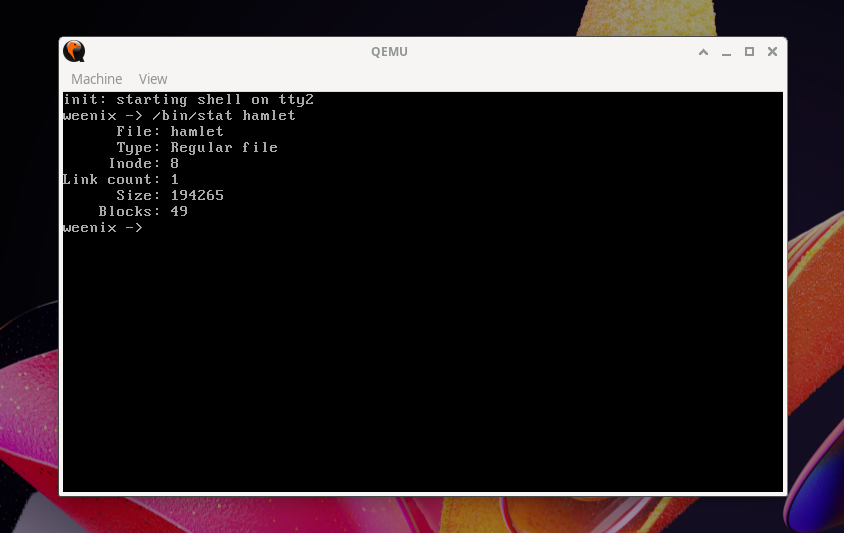 QEMU
Machine View
init: starting shell on tty2
weenix -> /bin/stat hamlet
File: hamlet
Type: Regular file
Inode: 8
Link count: 1
Size: 194265
Blocks: 49
weenix ->